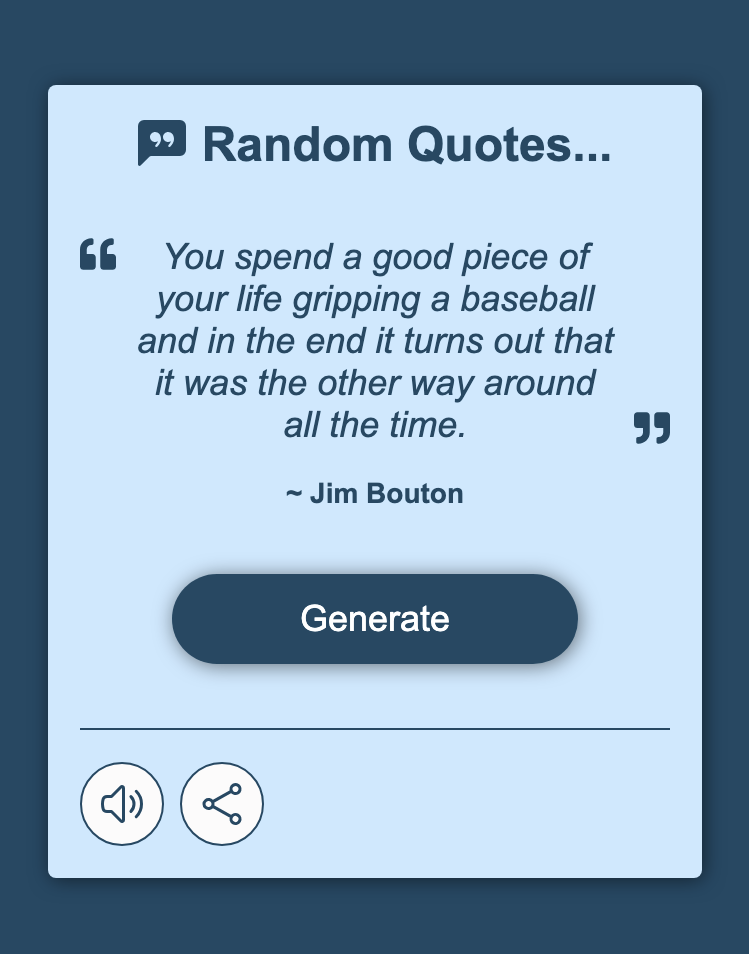 Random Quotes...
You spend a good piece of
your life gripping a baseball
and in the end it turns out that
it was the other way around
all the time.
~ Jim Bouton
Generate